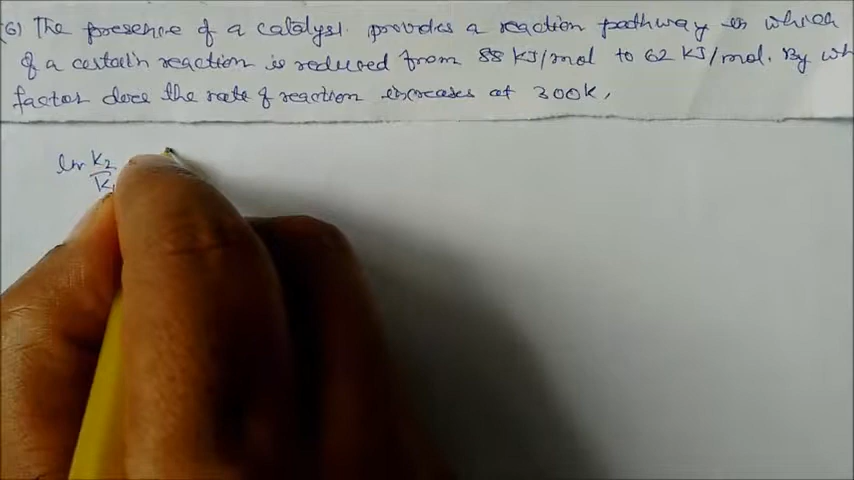 (6) The presence of a catalyst provides a reaction pathway in which
of a certain reaction is reduced from 88 KJ/mol to 62 KJ/mol. By wh
factor does the rate of reaction increases at 300K,
ln K2/K1